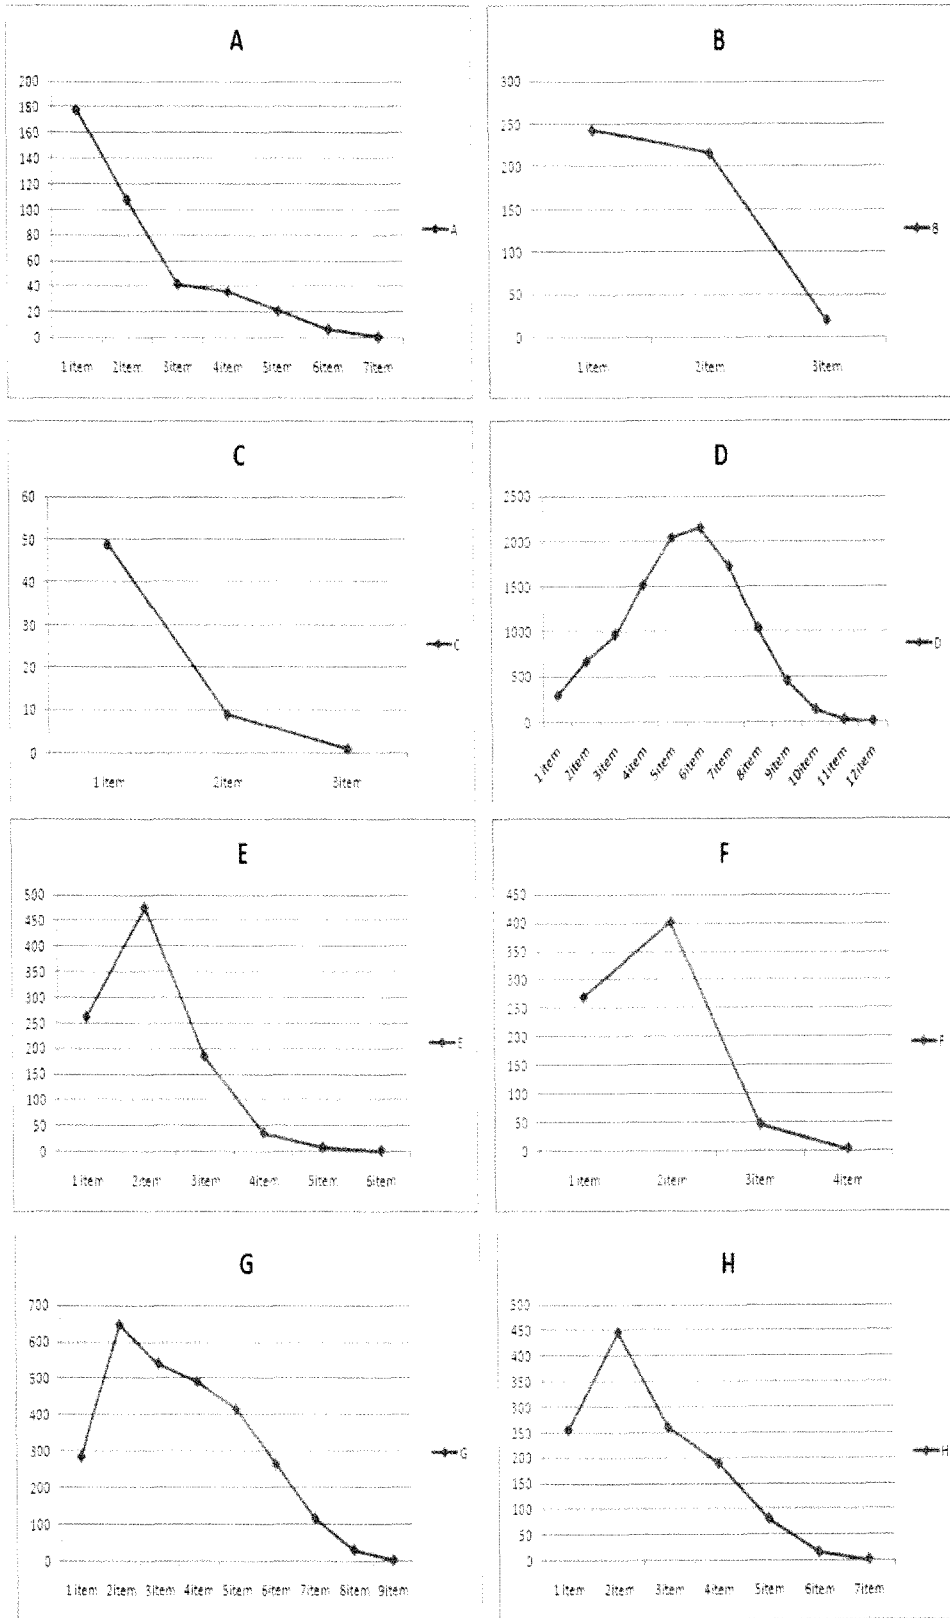 A
200
180
160
140
120
100
80
60
40
20
0
1item 2item 3item 4item 5item 6item 7item
A
B
300
250
200
150
100
50
0
1item 2item 3item
B
C
60
50
40
30
20
10
0
1item 2item 3item
C
D
2500
2000
1500
1000
500
0
1item 2item 3item 4item 5item 6item 7item 8item 9item 10item 11item 12item
D
E
500
450
400
350
300
250
200
150
100
50
0
1item 2item 3item 4item 5item 6item
E
F
450
400
350
300
250
200
150
100
50
0
1item 2item 3item 4item
F
G
700
600
500
400
300
200
100
0
1item 2item 3item 4item 5item 6item 7item 8item 9item
G
H
500
450
400
350
300
250
200
150
100
50
0
1item 2item 3item 4item 5item 6item 7item
H